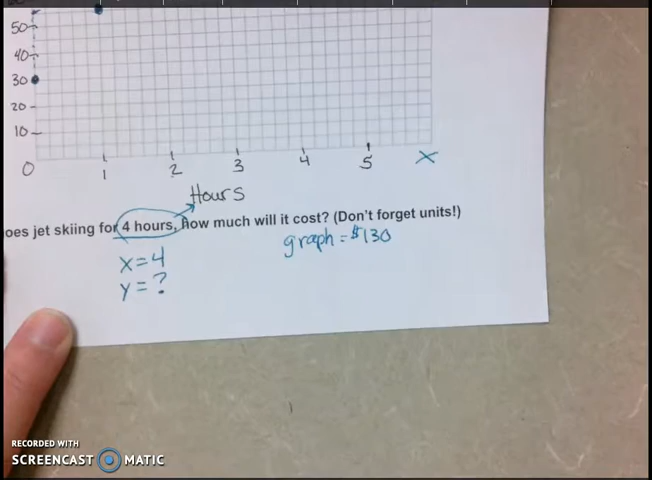 50
40
30
20
10
0
1 2 3 4 5 X
Hours
oes jet skiing for 4 hours, how much will it cost? (Don't forget units!)
graph = $130
x=4
y=?
RECORDED WITH
SCREENCAST MATIC